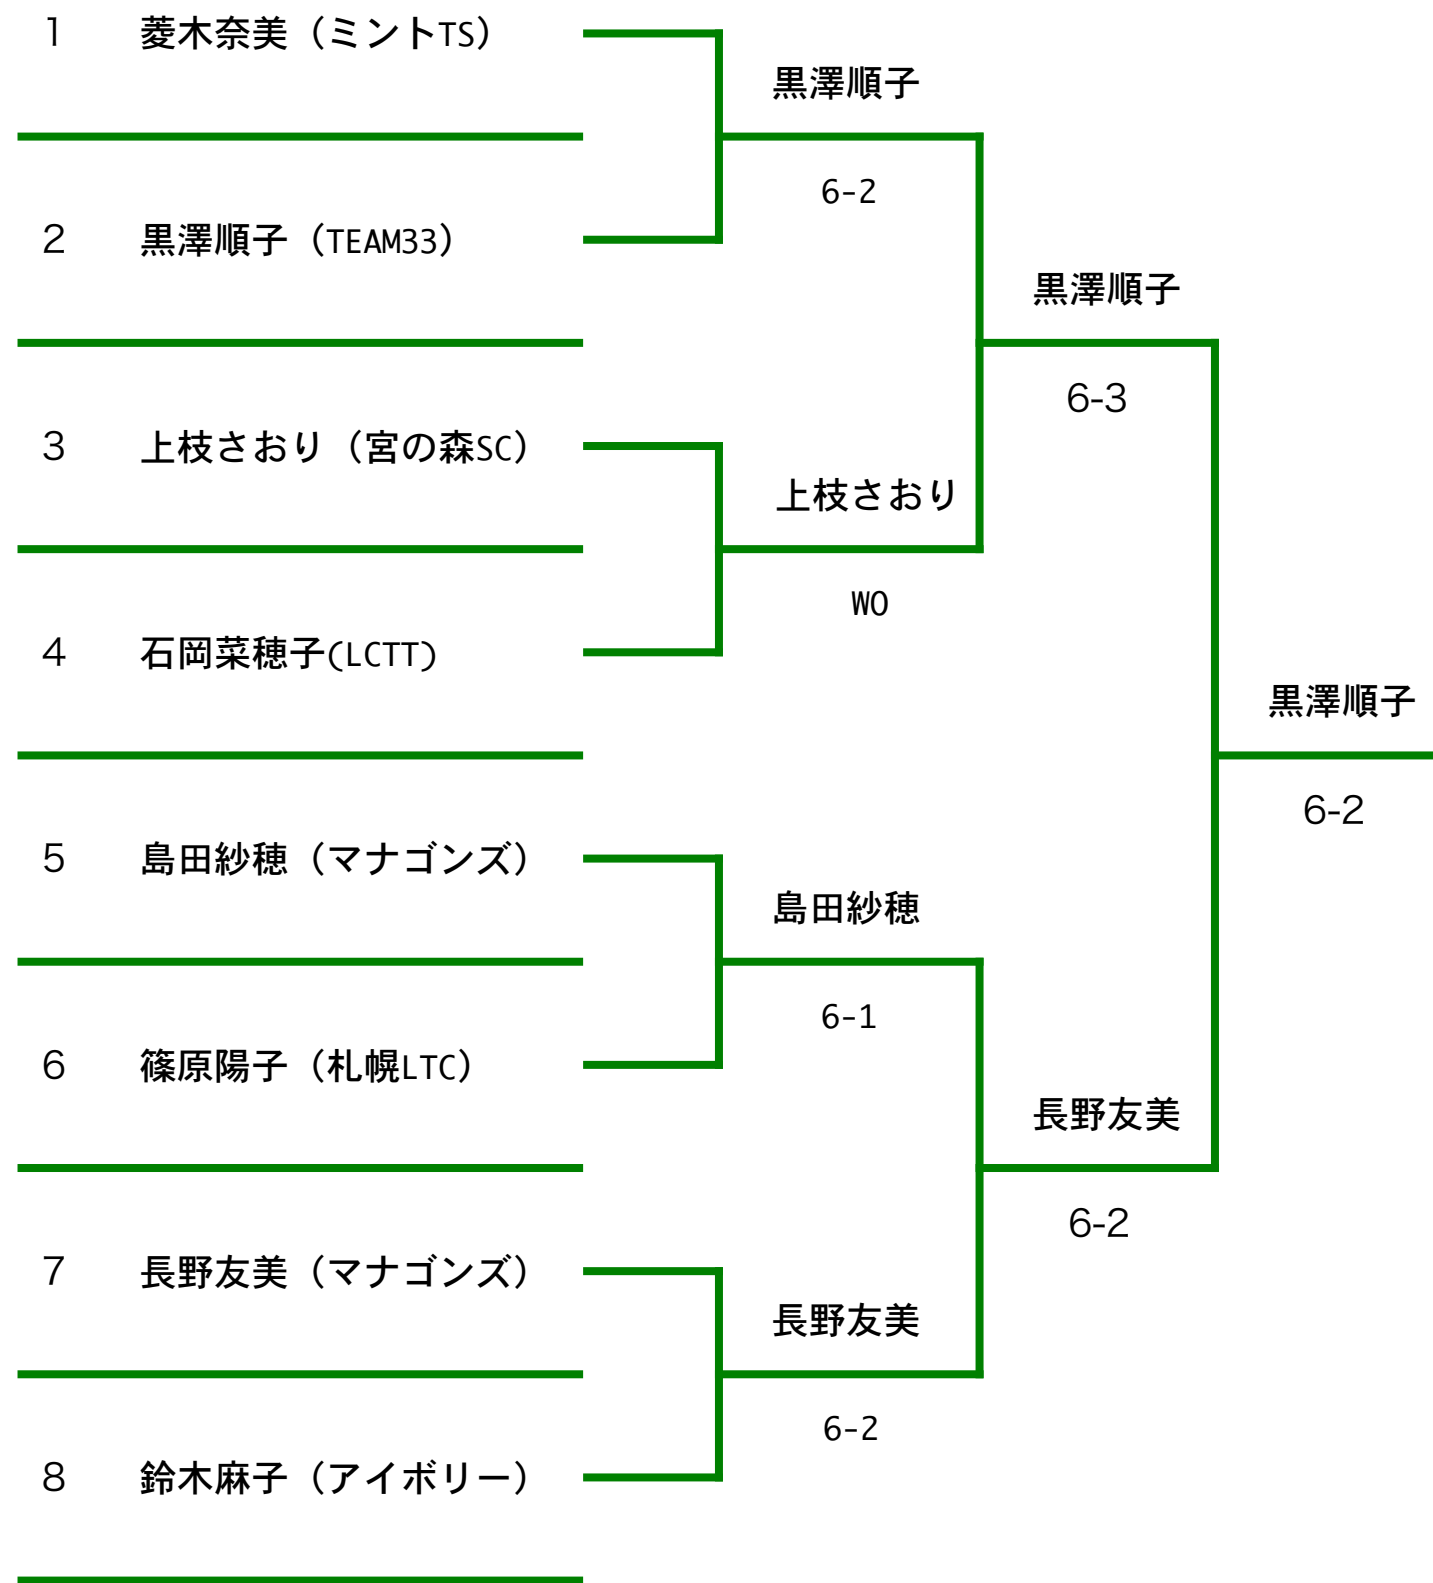 1 菱木奈美（ミントTS）
黒澤順子
6-2
2 黒澤順子（TEAM33）
黒澤順子
6-3
3 上枝さおり（宮の森SC）
上枝さおり
WO
4 石岡菜穂子(LCTT)
黒澤順子
6-2
5 島田紗穂（マナゴンズ）
島田紗穂
6-1
6 篠原陽子（札幌LTC）
長野友美
6-2
7 長野友美（マナゴンズ）
長野友美
6-2
8 鈴木麻子（アイボリー）